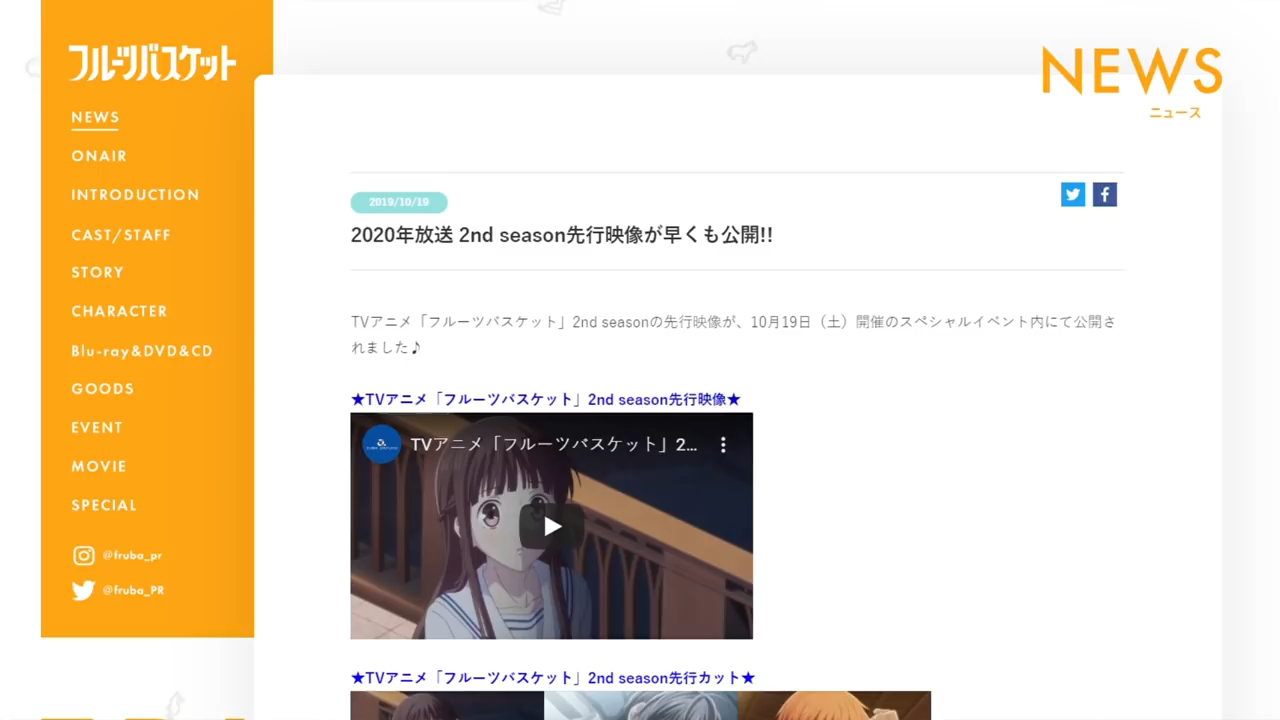 フルーツバスケット
NEWS
ONAIR
INTRODUCTION
CAST/STAFF
STORY
CHARACTER
Blu-ray&DVD&CD
GOODS
EVENT
MOVIE
SPECIAL
@fruba_pr
@fruba_PR
NEWS
ニュース
2019/10/19
2020年放送 2nd season先行映像が早くも公開!!
TVアニメ「フルーツバスケット」2nd seasonの先行映像が、10月19日（土）開催のスペシャルイベント内にて公開さ
れました♪
★TVアニメ「フルーツバスケット」2nd season先行映像★
TVアニメ「フルーツバスケット」2...
★TVアニメ「フルーツバスケット」2nd season先行カット★